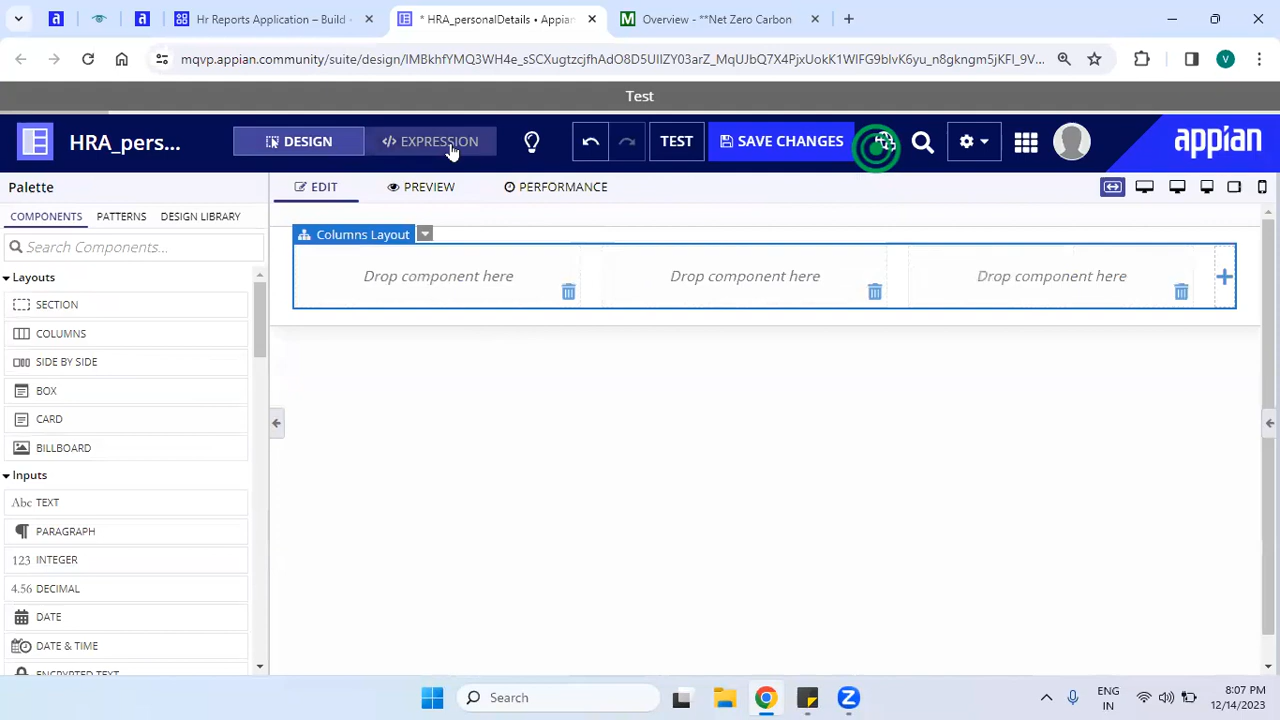 Hr Reports Application – Build
* HRA_personalDetails • Appian
Overview - **Net Zero Carbon
mqvp.appian.community/suite/design/
Test
HRA_pers...
DESIGN
EXPRESSION
TEST
SAVE CHANGES
appian
Palette
EDIT
PREVIEW
PERFORMANCE
COMPONENTS
PATTERNS
DESIGN LIBRARY
Search Components...
Columns Layout
Drop component here
Drop component here
Drop component here
Layouts
SECTION
COLUMNS
SIDE BY SIDE
BOX
CARD
BILLBOARD
Inputs
Abc TEXT
PARAGRAPH
123 INTEGER
4.56 DECIMAL
DATE
DATE & TIME
ENCRYPTED TEXT
Search
ENG
IN
8:07 PM
12/14/2023